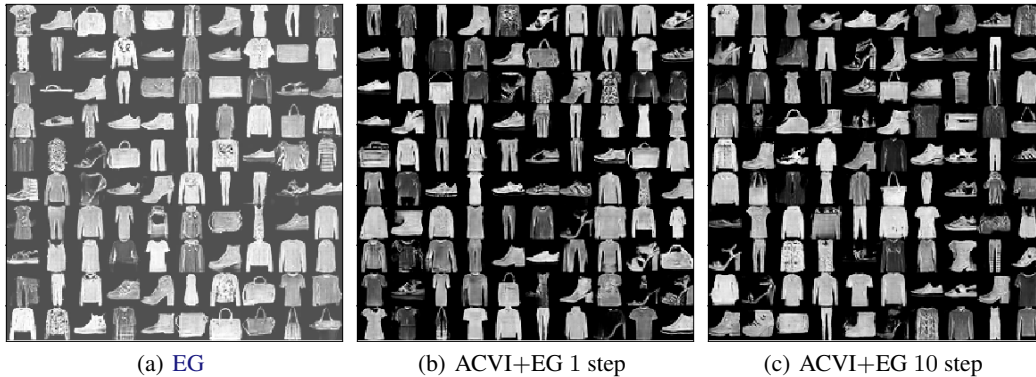 (a) EG
(b) ACVI+EG 1 step
(c) ACVI+EG 10 step